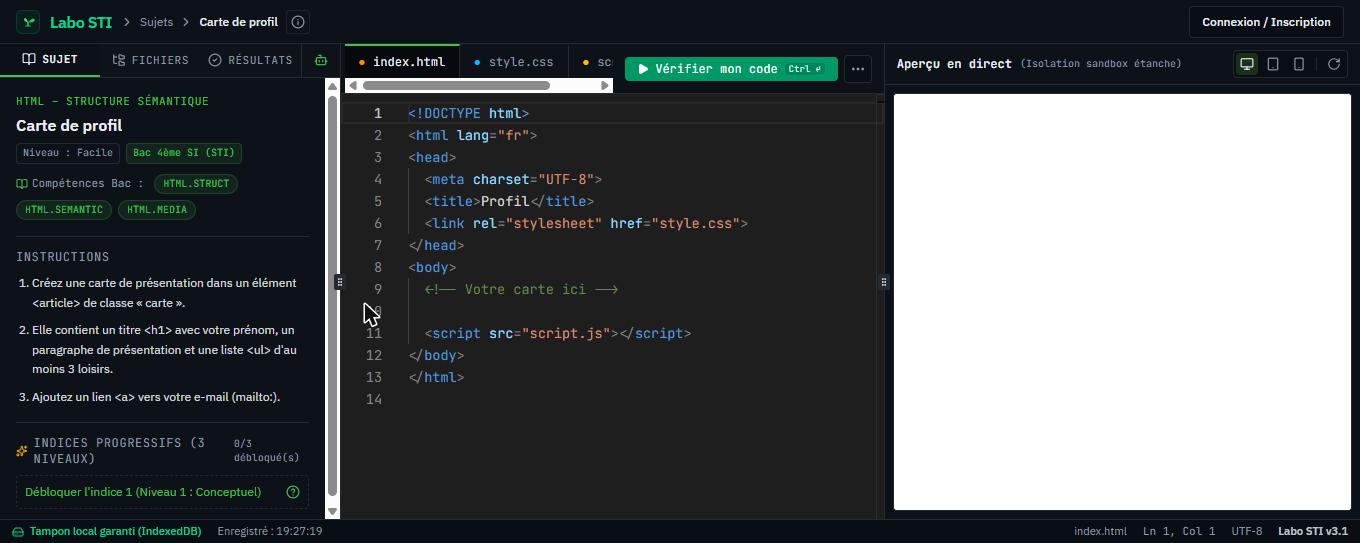 Labo STI > Sujets > Carte de profil
Connexion / Inscription
SUJET FICHIERS RÉSULTATS
index.html style.css
Vérifier mon code Ctrl ↵
Aperçu en direct (Isolation sandbox étanche)
HTML – STRUCTURE SÉMANTIQUE
Carte de profil
Niveau : Facile Bac 4ème SI (STI)
Compétences Bac : HTML.STRUCT
HTML.SEMANTIC HTML.MEDIA
INSTRUCTIONS
1. Créez une carte de présentation dans un élément
<article> de classe « carte ».
2. Elle contient un titre <h1> avec votre prénom, un
paragraphe de présentation et une liste <ul> d'au
moins 3 loisirs.
3. Ajoutez un lien <a> vers votre e-mail (mailto:).
INDICES PROGRESSIFS (3
NIVEAUX)
0/3
débloqué(s)
Débloquer l'indice 1 (Niveau 1 : Conceptuel)
1 <!DOCTYPE html>
2 <html lang="fr">
3 <head>
4 <meta charset="UTF-8">
5 <title>Profil</title>
6 <link rel="stylesheet" href="style.css">
7 </head>
8 <body>
9 <!-- Votre carte ici -->
11 <script src="script.js"></script>
12 </body>
13 </html>
14
Tampon local garanti (IndexedDB) Enregistré : 19:27:19
index.html Ln 1, Col 1 UTF-8 Labo STI v3.1